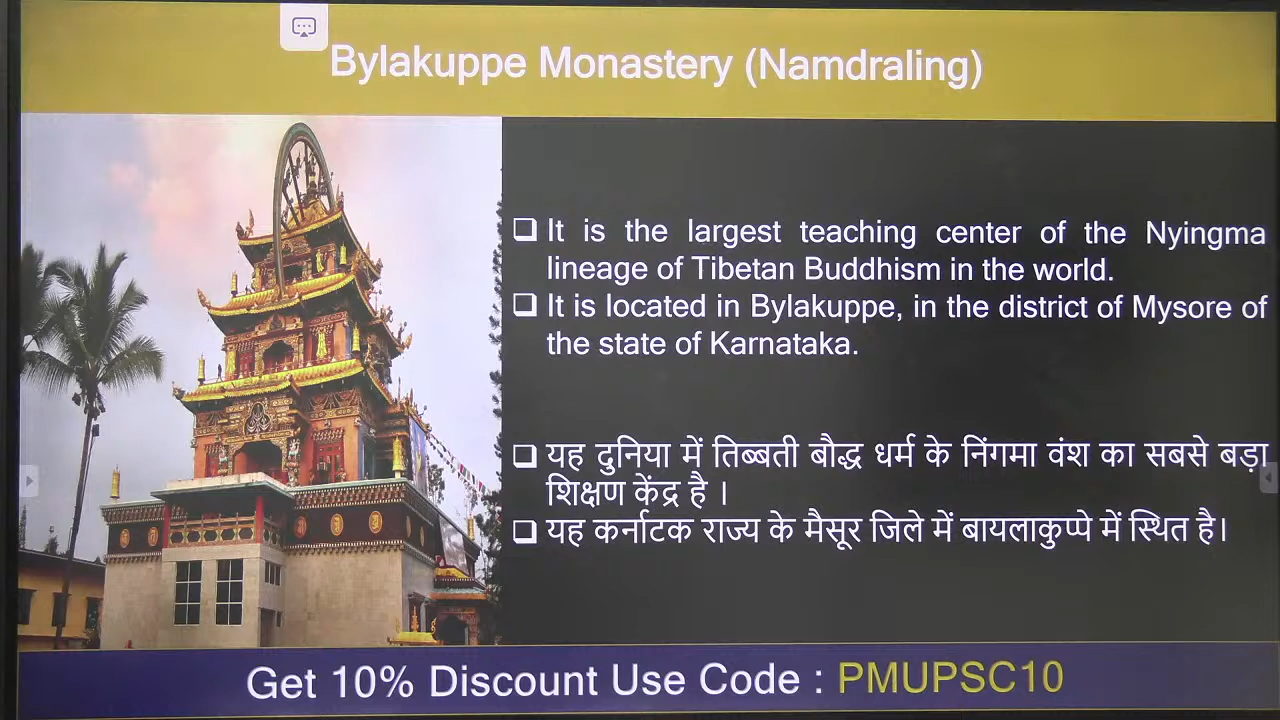 Bylakuppe Monastery (Namdraling)
It is the largest teaching center of the Nyingma
lineage of Tibetan Buddhism in the world.
It is located in Bylakuppe, in the district of Mysore of
the state of Karnataka.
यह दुनिया में तिब्बती बौद्ध धर्म के निंगमा वंश का सबसे बड़ा
शिक्षण केंद्र है ।
यह कर्नाटक राज्य के मैसूर जिले में बायलाकुप्पे में स्थित है।
Get 10% Discount Use Code : PMUPSC10